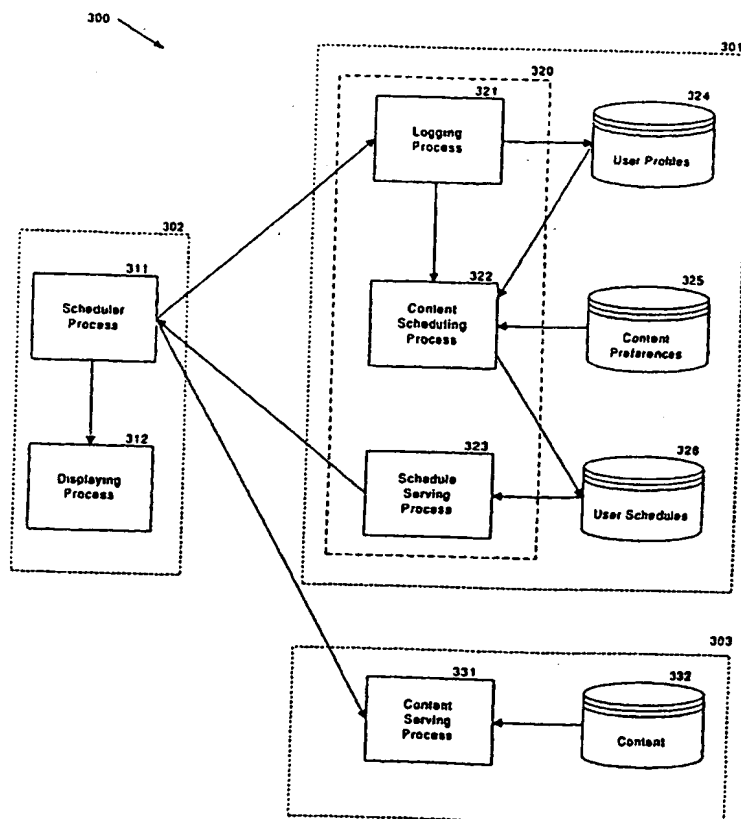 300
301
320
321
Logging
Process
324
User Profiles
302
311
Scheduler
Process
322
Content
Scheduling
Process
325
Content
Preferences
312
Displaying
Process
323
Schedule
Serving
Process
326
User Schedules
303
331
Content
Serving
Process
332
Content